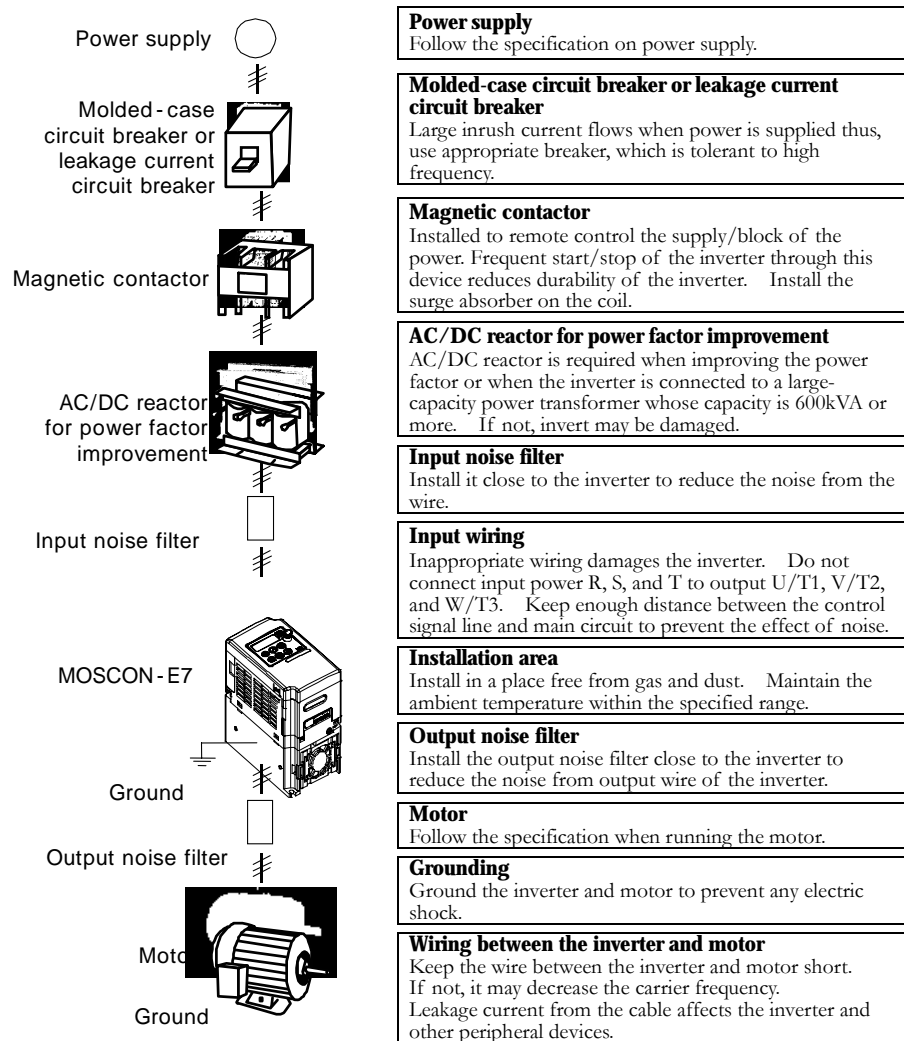 Power supply
Molded-case
circuit breaker or
leakage current
circuit breaker
Magnetic contactor
AC/DC reactor
for power factor
improvement
Input noise filter
MOSCON-E7
Ground
Output noise filter
Moto
Ground
Power supply
Follow the specification on power supply.
Molded-case circuit breaker or leakage current
circuit breaker
Large inrush current flows when power is supplied thus,
use appropriate breaker, which is tolerant to high
frequency.
Magnetic contactor
Installed to remote control the supply/block of the
power. Frequent start/stop of the inverter through this
device reduces durability of the inverter. Install the
surge absorber on the coil.
AC/DC reactor for power factor improvement
AC/DC reactor is required when improving the power
factor or when the inverter is connected to a large-
capacity power transformer whose capacity is 600kVA or
more. If not, invert may be damaged.
Input noise filter
Install it close to the inverter to reduce the noise from the
wire.
Input wiring
Inappropriate wiring damages the inverter. Do not
connect input power R, S, and T to output U/T1, V/T2,
and W/T3. Keep enough distance between the control
signal line and main circuit to prevent the effect of noise.
Installation area
Install in a place free from gas and dust. Maintain the
ambient temperature within the specified range.
Output noise filter
Install the output noise filter close to the inverter to
reduce the noise from output wire of the inverter.
Motor
Follow the specification when running the motor.
Grounding
Ground the inverter and motor to prevent any electric
shock.
Wiring between the inverter and motor
Keep the wire between the inverter and motor short.
If not, it may decrease the carrier frequency.
Leakage current from the cable affects the inverter and
other peripheral devices.